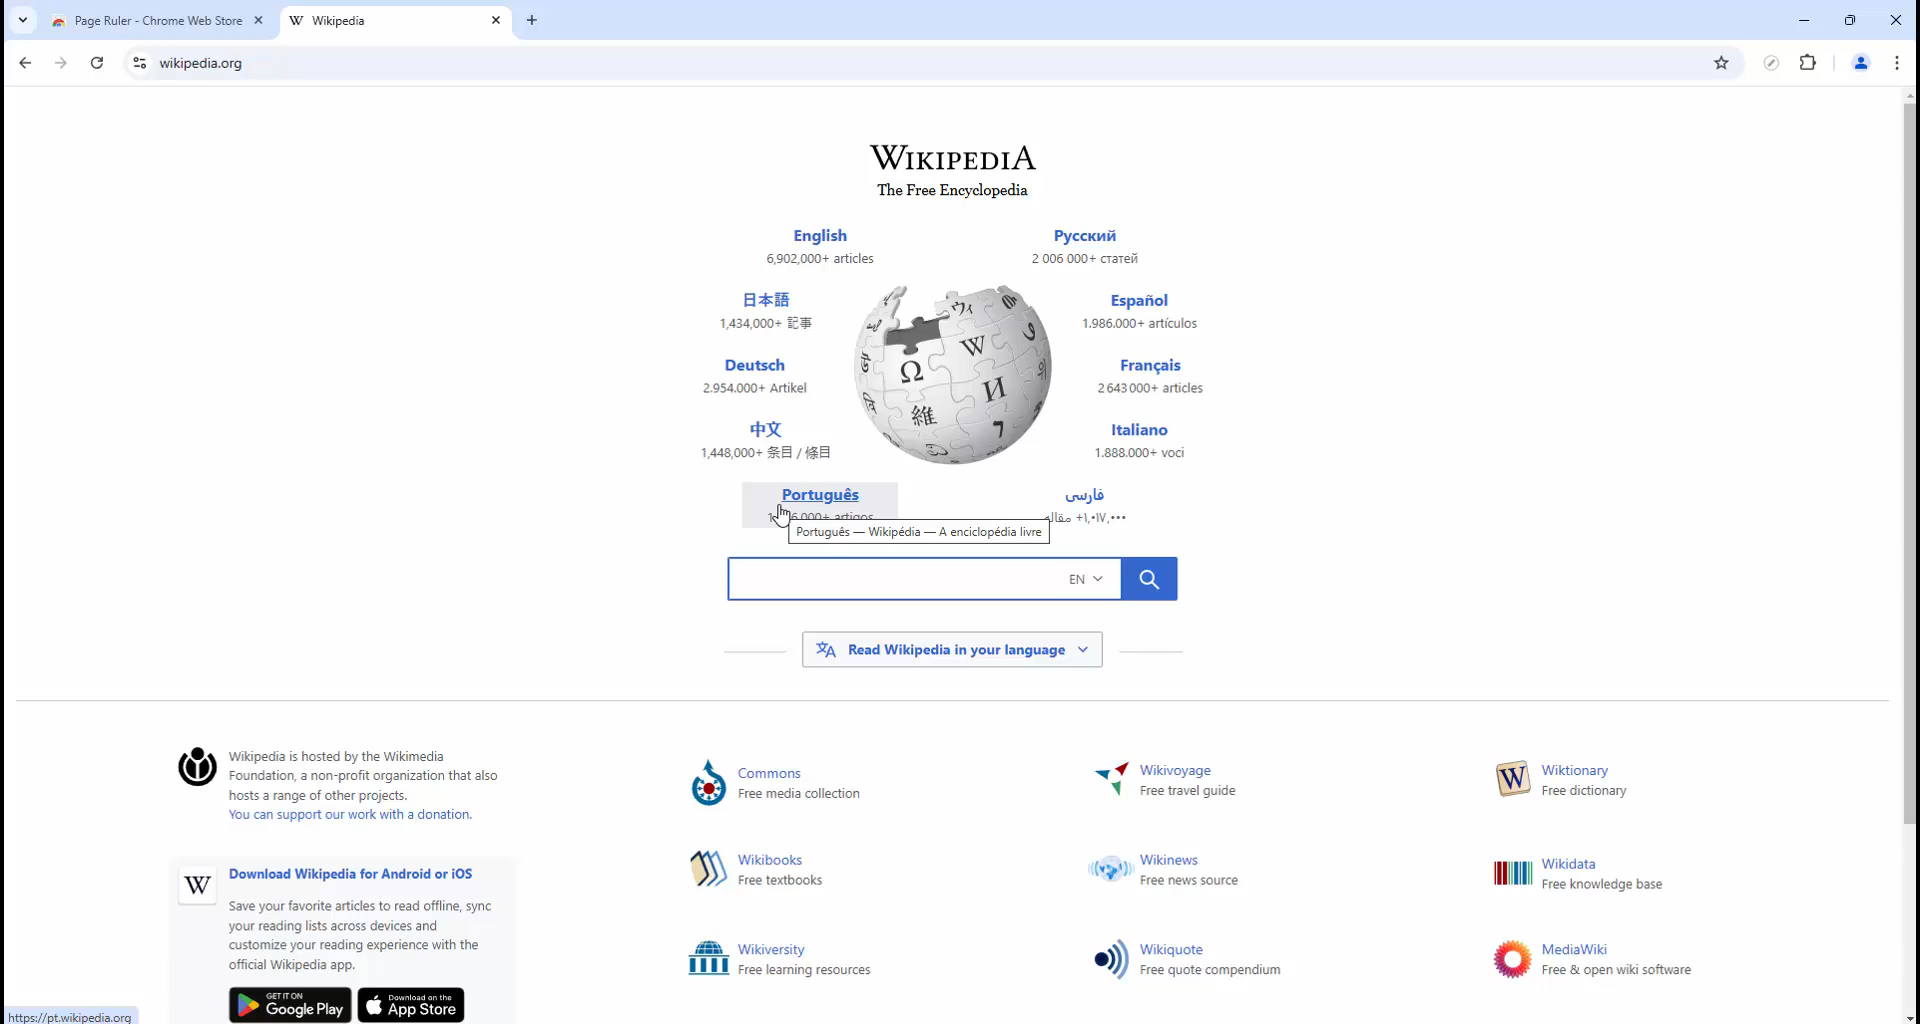 Page Ruler - Chrome Web Store
Wikipedia
wikipedia.org
WIKIPEDIA
The Free Encyclopedia
English
6,902,000+ articles
Русский
2 006 000+ статей
日本語
1,434,000+ 記事
Español
1.986.000+ artículos
Deutsch
2.954.000+ Artikel
Français
2 643 000+ articles
中文
1,448,000+ 条目 / 條目
Italiano
1.888.000+ voci
Português
artigos
فارسی
مقاله
Português — Wikipédia — A enciclopédia livre
EN
Read Wikipedia in your language
Wikipedia is hosted by the Wikimedia
Foundation, a non-profit organization that also
hosts a range of other projects.
You can support our work with a donation.
Download Wikipedia for Android or iOS
Save your favorite articles to read offline, sync
your reading lists across devices and
customize your reading experience with the
official Wikipedia app.
GET IT ON
Google Play
Download on the
App Store
Commons
Free media collection
Wikivoyage
Free travel guide
Wiktionary
Free dictionary
Wikibooks
Free textbooks
Wikinews
Free news source
Wikidata
Free knowledge base
Wikiversity
Free learning resources
Wikiquote
Free quote compendium
MediaWiki
Free & open wiki software
https://pt.wikipedia.org